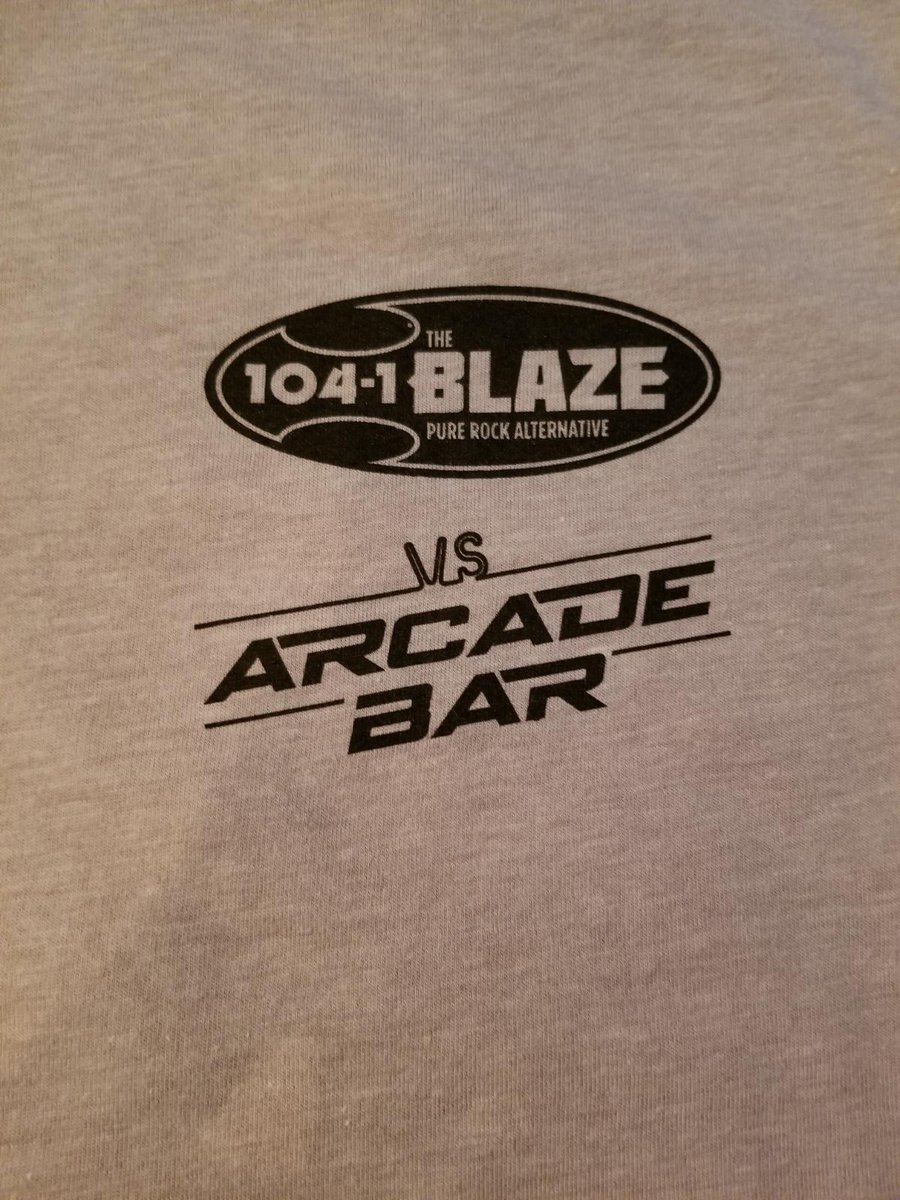 THE
104-1 BLAZE
PURE ROCK ALTERNATIVE
VS
ARCADE
BAR